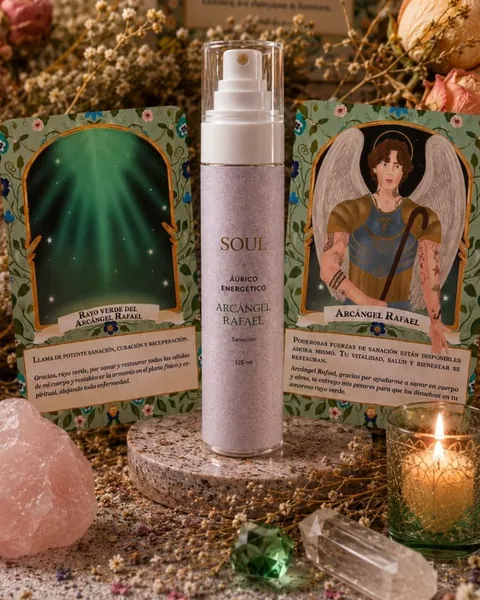 RAYO VERDE DEL
ARCÁNGEL RAFAEL
LLAMA DE POTENTE SANACIÓN, CURACIÓN Y RECUPERACIÓN.
Gracias, rayo verde, por sanar y restaurar todas las células
de mi cuerpo y restablecer la armonía en el plano físico y es-
piritual, alejando toda enfermedad.
SOUL
ÁURICO
ENERGÉTICO
ARCÁNGEL
RAFAEL
Sanación
125 ml
ARCÁNGEL RAFAEL
PODEROSAS FUERZAS DE SANACIÓN ESTÁN DISPONIBLES
AHORA MISMO. TU VITALIDAD, SALUD Y BIENESTAR SE
RESTAURAN.
Arcángel Rafael, gracias por ayudarme a sanar en cuerpo
y alma, te entrego mis pesares para que los disuelvas en tu
amoroso rayo verde.